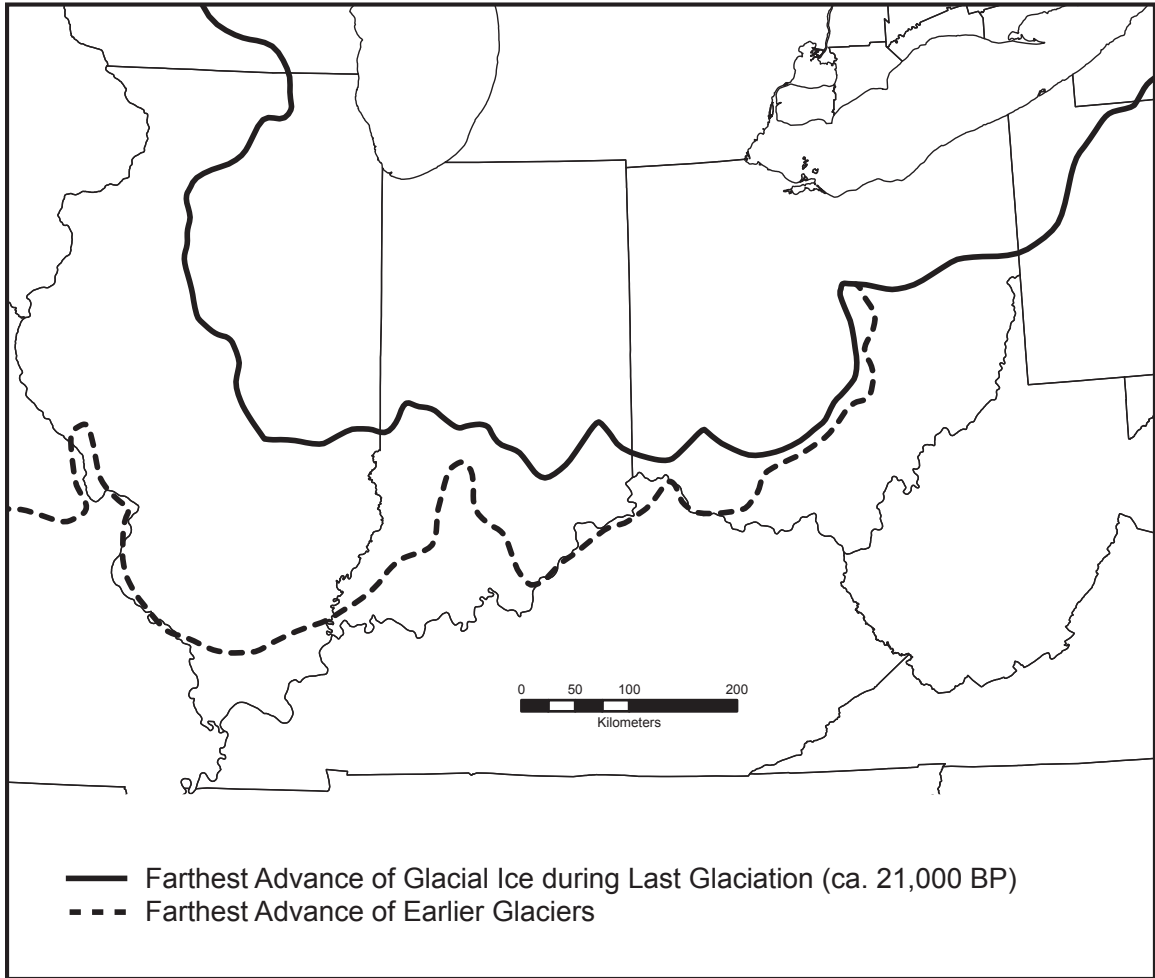 0 50 100 200
Kilometers
Farthest Advance of Glacial Ice during Last Glaciation (ca. 21,000 BP)
Farthest Advance of Earlier Glaciers